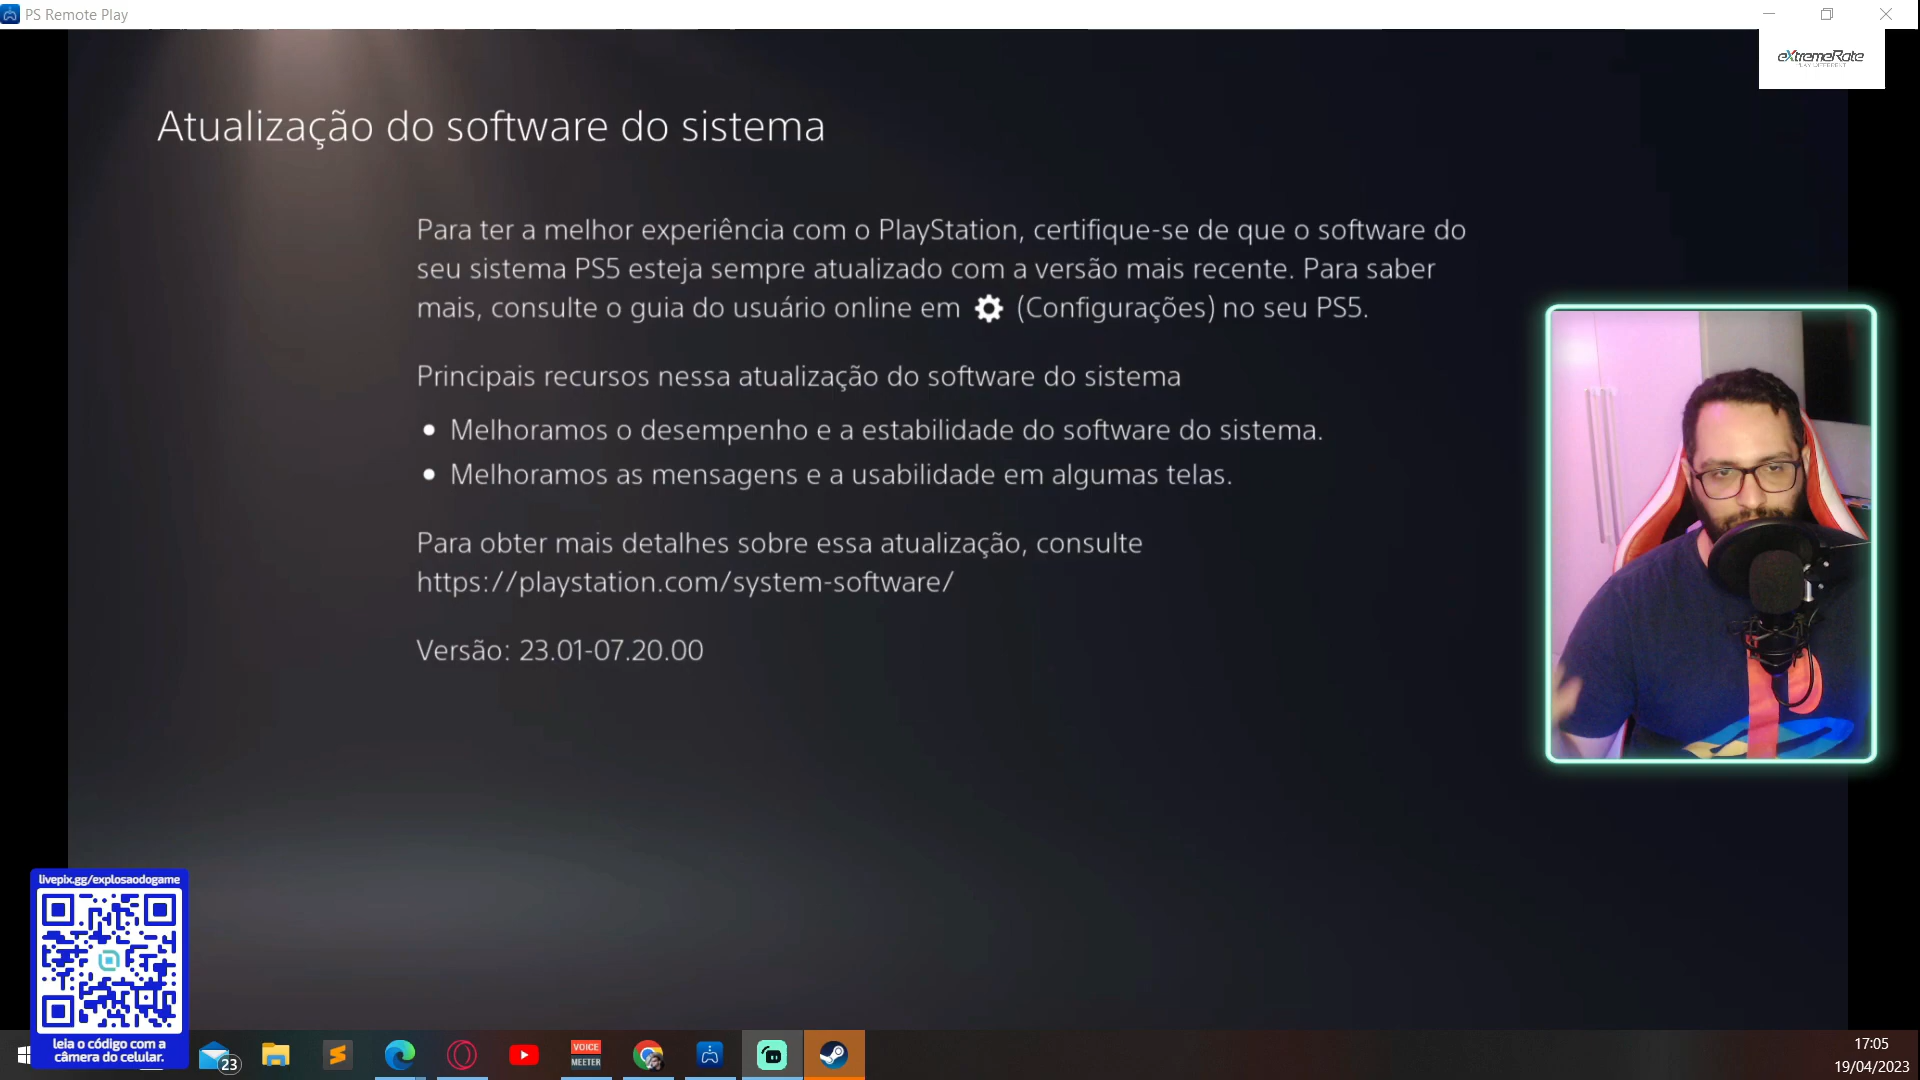 PS Remote Play
eXtremeRate
PLAY DIFFERENT
Atualização do software do sistema
Para ter a melhor experiência com o PlayStation, certifique-se de que o software do
seu sistema PS5 esteja sempre atualizado com a versão mais recente. Para saber
mais, consulte o guia do usuário online em (Configurações) no seu PS5.
Principais recursos nessa atualização do software do sistema
• Melhoramos o desempenho e a estabilidade do software do sistema.
• Melhoramos as mensagens e a usabilidade em algumas telas.
Para obter mais detalhes sobre essa atualização, consulte
https://playstation.com/system-software/
Versão: 23.01-07.20.00
livepix.gg/explosaodogame
leia o código com a
câmera do celular.
23
VOICE
MEETER
17:05
19/04/2023